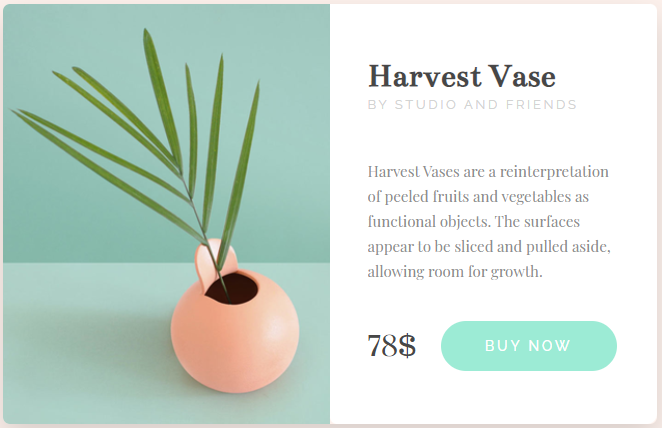 Harvest Vase
BY STUDIO AND FRIENDS
Harvest Vases are a reinterpretation
of peeled fruits and vegetables as
functional objects. The surfaces
appear to be sliced and pulled aside,
allowing room for growth.
78$
BUY NOW